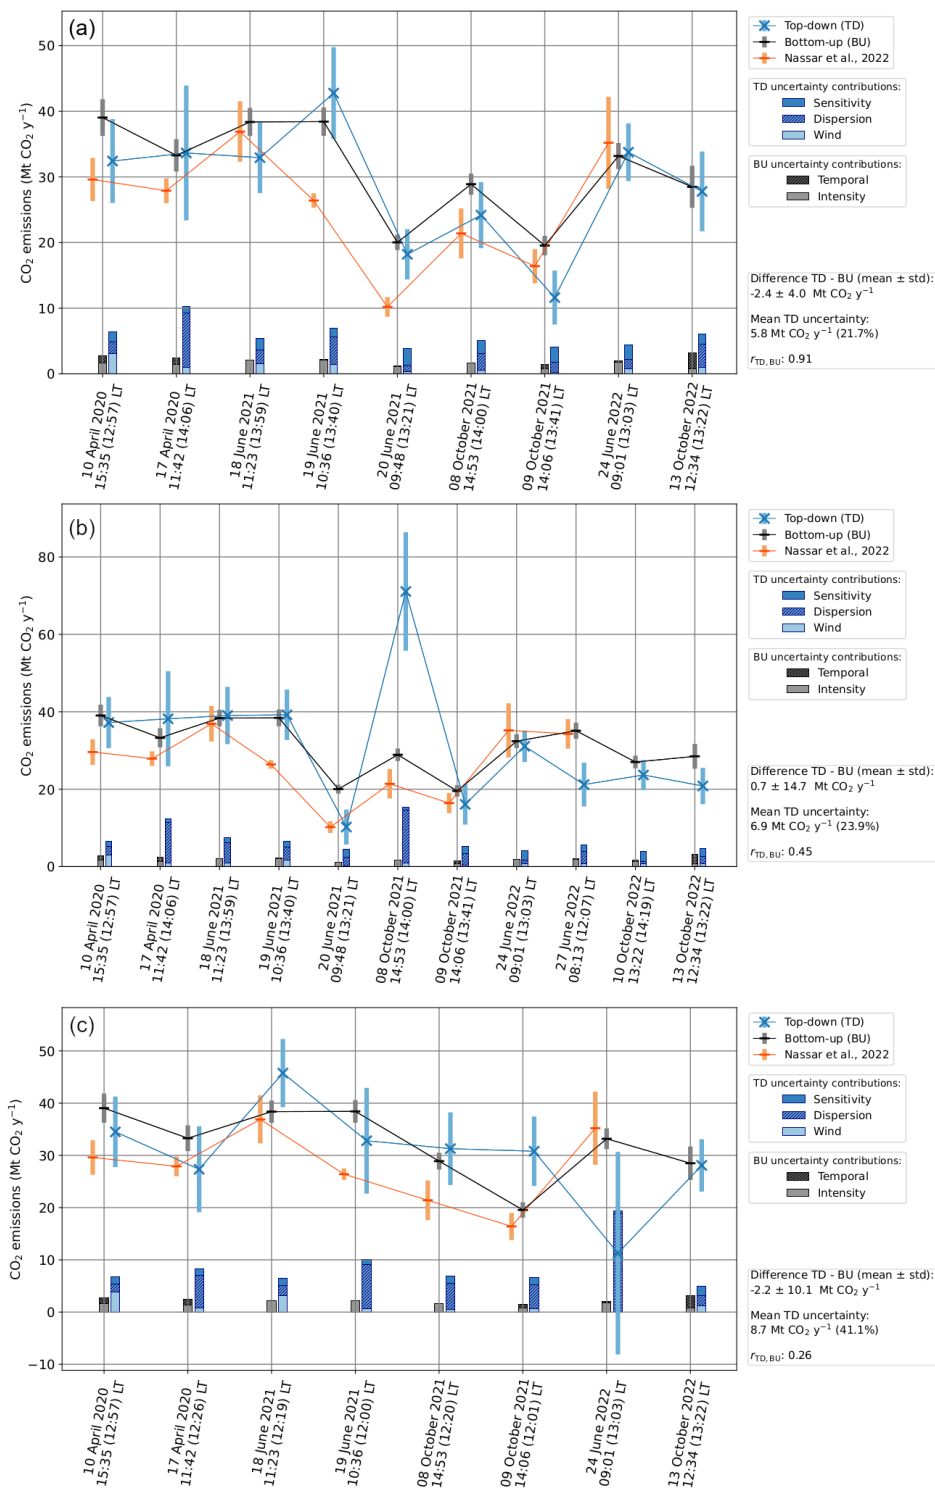 (a)
CO2 emissions (Mt CO2 y−1)
50
40
30
20
10
0
10 April 2020
15:35 (12:57) LT
17 April 2020
11:42 (14:06) LT
18 June 2021
11:23 (13:59) LT
19 June 2021
10:36 (13:40) LT
20 June 2021
09:48 (13:21) LT
08 October 2021
14:53 (14:00) LT
09 October 2021
14:06 (13:41) LT
24 June 2022
09:01 (13:03) LT
13 October 2022
12:34 (13:22) LT
Top-down (TD)
Bottom-up (BU)
Nassar et al., 2022
TD uncertainty contributions:
Sensitivity
Dispersion
Wind
BU uncertainty contributions:
Temporal
Intensity
Difference TD - BU (mean ± std):
-2.4 ± 4.0 Mt CO2 y−1
Mean TD uncertainty:
5.8 Mt CO2 y−1 (21.7%)
rTD, BU: 0.91
(b)
CO2 emissions (Mt CO2 y−1)
80
60
40
20
0
10 April 2020
15:35 (12:57) LT
17 April 2020
11:42 (14:06) LT
18 June 2021
11:23 (13:59) LT
19 June 2021
10:36 (13:40) LT
20 June 2021
09:48 (13:21) LT
08 October 2021
14:53 (14:00) LT
09 October 2021
14:06 (13:41) LT
24 June 2022
09:01 (13:03) LT
27 June 2022
08:13 (12:07) LT
10 October 2022
13:22 (14:19) LT
13 October 2022
12:34 (13:22) LT
Top-down (TD)
Bottom-up (BU)
Nassar et al., 2022
TD uncertainty contributions:
Sensitivity
Dispersion
Wind
BU uncertainty contributions:
Temporal
Intensity
Difference TD - BU (mean ± std):
0.7 ± 14.7 Mt CO2 y−1
Mean TD uncertainty:
6.9 Mt CO2 y−1 (23.9%)
rTD, BU: 0.45
(c)
CO2 emissions (Mt CO2 y−1)
50
40
30
20
10
0
−10
10 April 2020
15:35 (12:57) LT
17 April 2020
11:42 (12:26) LT
18 June 2021
11:23 (12:19) LT
19 June 2021
10:36 (12:00) LT
08 October 2021
14:53 (12:20) LT
09 October 2021
14:06 (12:01) LT
24 June 2022
09:01 (13:03) LT
13 October 2022
12:34 (13:22) LT
Top-down (TD)
Bottom-up (BU)
Nassar et al., 2022
TD uncertainty contributions:
Sensitivity
Dispersion
Wind
BU uncertainty contributions:
Temporal
Intensity
Difference TD - BU (mean ± std):
-2.2 ± 10.1 Mt CO2 y−1
Mean TD uncertainty:
8.7 Mt CO2 y−1 (41.1%)
rTD, BU: 0.26